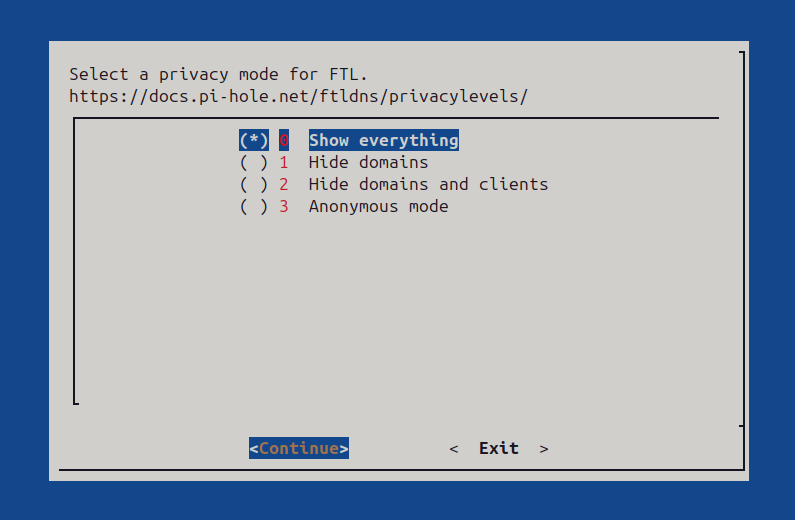 Select a privacy mode for FTL.
https://docs.pi-hole.net/ftldns/privacylevels/
(*) 0 Show everything
( ) 1 Hide domains
( ) 2 Hide domains and clients
( ) 3 Anonymous mode
<Continue> < Exit >